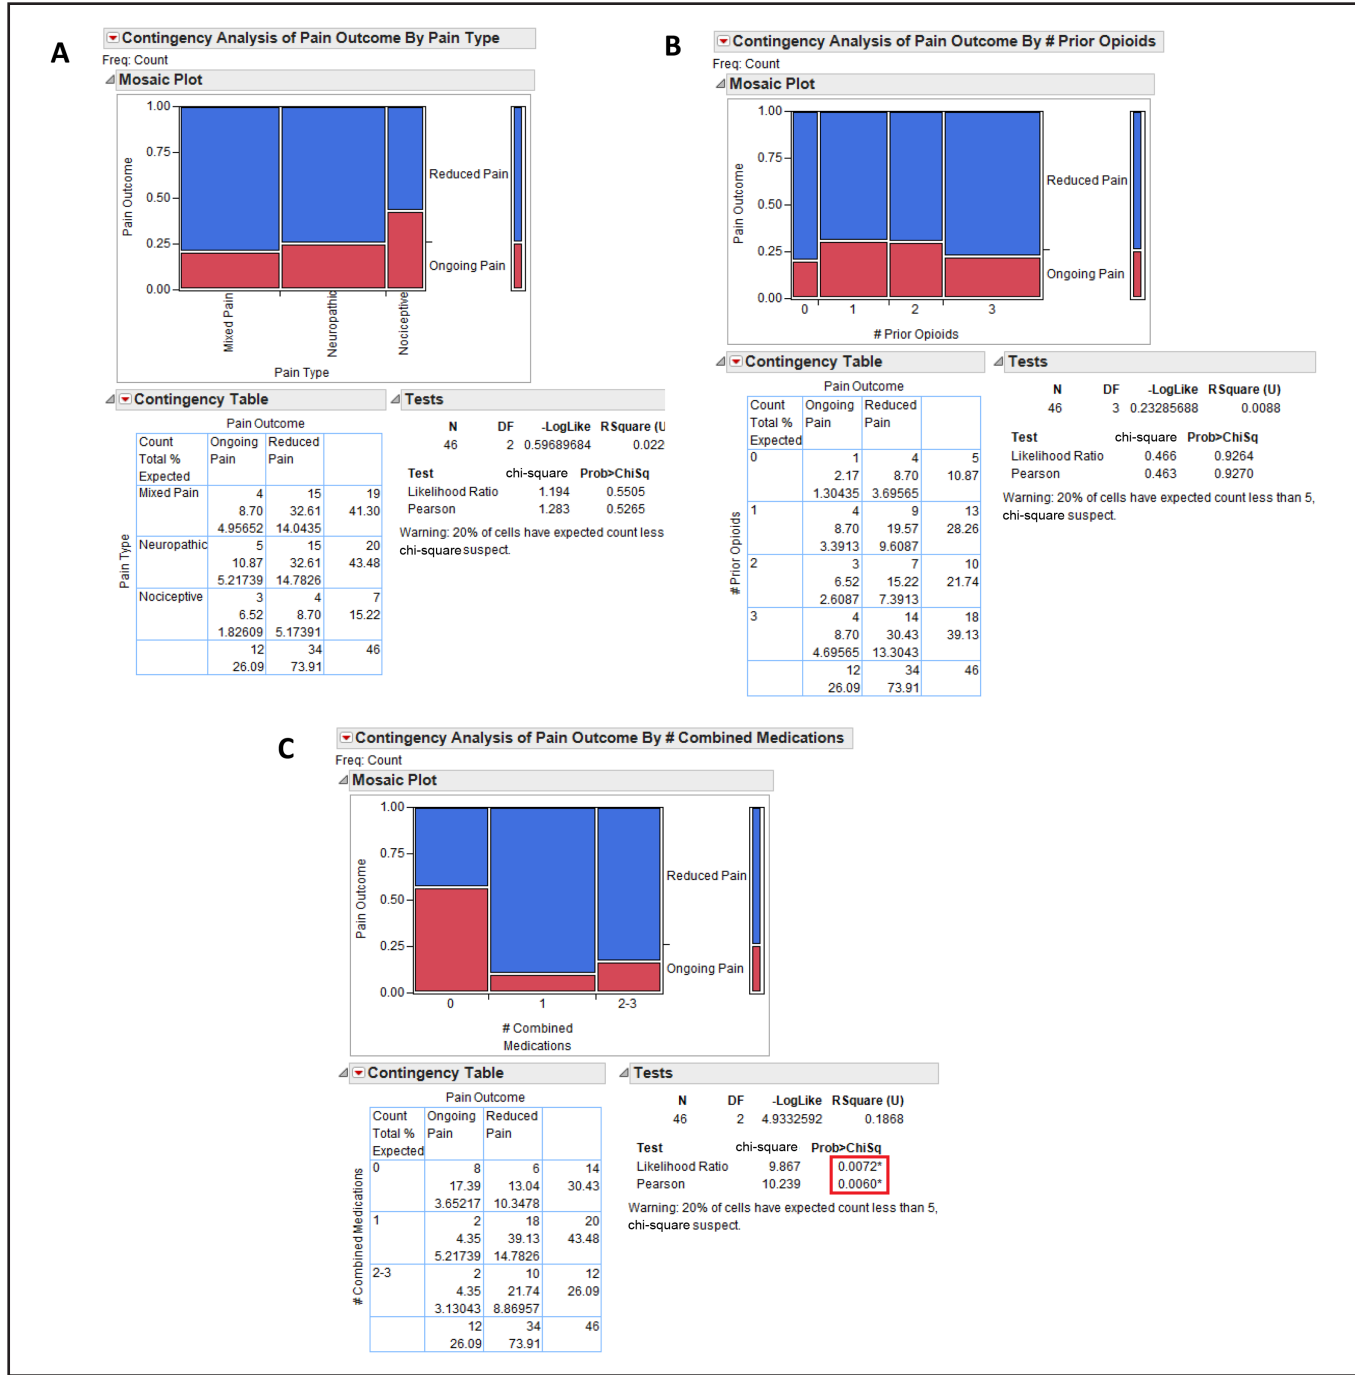 A
Contingency Analysis of Pain Outcome By Pain Type
Freq: Count
Mosaic Plot
1.00
0.75
0.50
0.25
0.00
Pain Outcome
Reduced Pain
Ongoing Pain
Mixed Pain
Neuropathic
Nociceptive
Pain Type
Contingency Table
Pain Outcome
Count Ongoing Reduced
Total % Pain Pain
Expected
Pain Type
Mixed Pain 4 15 19
8.70 32.61 41.30
4.95652 14.0435
Neuropathic 5 15 20
10.87 32.61 43.48
5.21739 14.7826
Nociceptive 3 4 7
6.52 8.70 15.22
1.82609 5.17391
12 34 46
26.09 73.91
Tests
N DF -LogLike RSquare (U
46 2 0.59689684 0.022
Test chi-square Prob>ChiSq
Likelihood Ratio 1.194 0.5505
Pearson 1.283 0.5265
Warning: 20% of cells have expected count less
chi-square suspect.
B
Contingency Analysis of Pain Outcome By # Prior Opioids
Freq: Count
Mosaic Plot
1.00
0.75
0.50
0.25
0.00
Pain Outcome
Reduced Pain
Ongoing Pain
0 1 2 3
# Prior Opioids
Contingency Table
Pain Outcome
Count Ongoing Reduced
Total % Pain Pain
Expected
# Prior Opioids
0 1 4 5
2.17 8.70 10.87
1.30435 3.69565
1 4 9 13
8.70 19.57 28.26
3.3913 9.6087
2 3 7 10
6.52 15.22 21.74
2.6087 7.3913
3 4 14 18
8.70 30.43 39.13
4.69565 13.3043
12 34 46
26.09 73.91
Tests
N DF -LogLike RSquare (U)
46 3 0.23285688 0.0088
Test chi-square Prob>ChiSq
Likelihood Ratio 0.466 0.9264
Pearson 0.463 0.9270
Warning: 20% of cells have expected count less than 5,
chi-square suspect.
C
Contingency Analysis of Pain Outcome By # Combined Medications
Freq: Count
Mosaic Plot
1.00
0.75
0.50
0.25
0.00
Pain Outcome
Reduced Pain
Ongoing Pain
0 1 2-3
# Combined
Medications
Contingency Table
Pain Outcome
Count Ongoing Reduced
Total % Pain Pain
Expected
# Combined Medications
0 8 6 14
17.39 13.04 30.43
3.65217 10.3478
1 2 18 20
4.35 39.13 43.48
5.21739 14.7826
2-3 2 10 12
4.35 21.74 26.09
3.13043 8.86957
12 34 46
26.09 73.91
Tests
N DF -LogLike RSquare (U)
46 2 4.9332592 0.1868
Test chi-square Prob>ChiSq
Likelihood Ratio 9.867 0.0072*
Pearson 10.239 0.0060*
Warning: 20% of cells have expected count less than 5,
chi-square suspect.